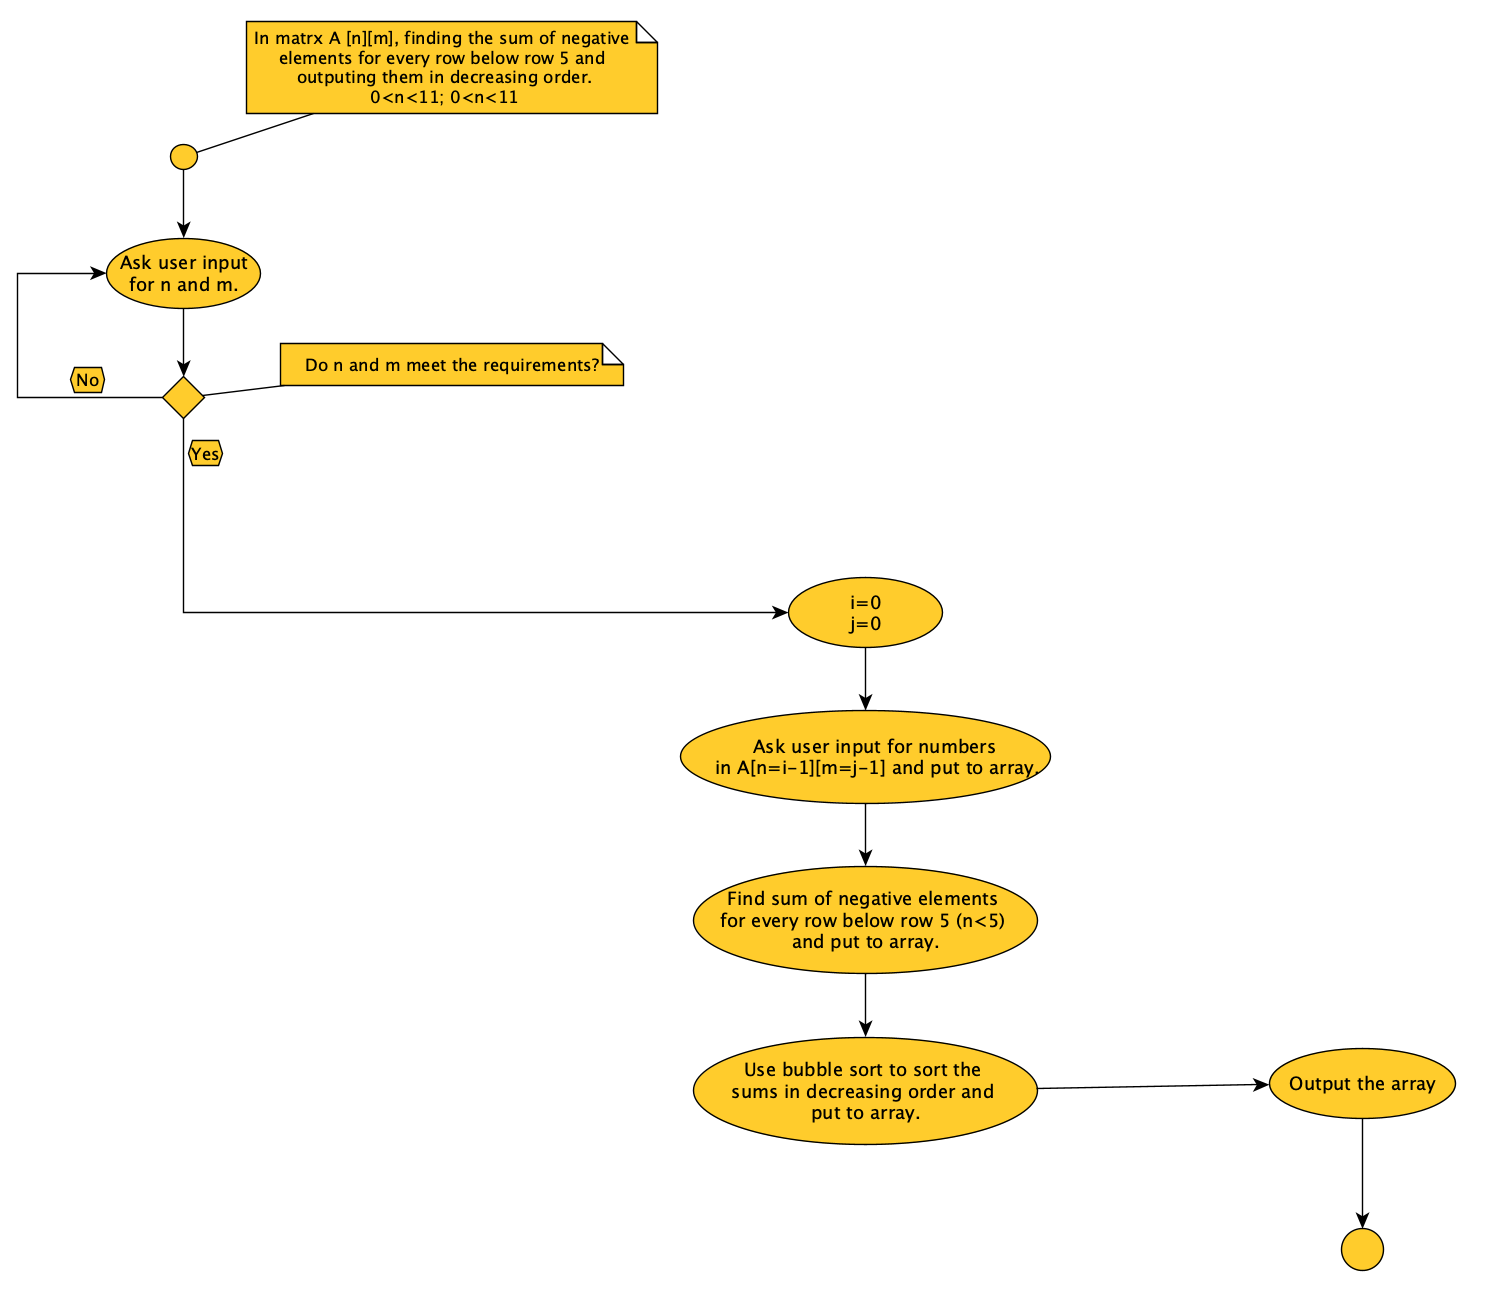 In matrx A [n][m], finding the sum of negative
elements for every row below row 5 and
outputing them in decreasing order.
0<n<11; 0<n<11
Ask user input
for n and m.
Do n and m meet the requirements?
No
Yes
i=0
j=0
Ask user input for numbers
in A[n=i-1][m=j-1] and put to array.
Find sum of negative elements
for every row below row 5 (n<5)
and put to array.
Use bubble sort to sort the
sums in decreasing order and
put to array.
Output the array